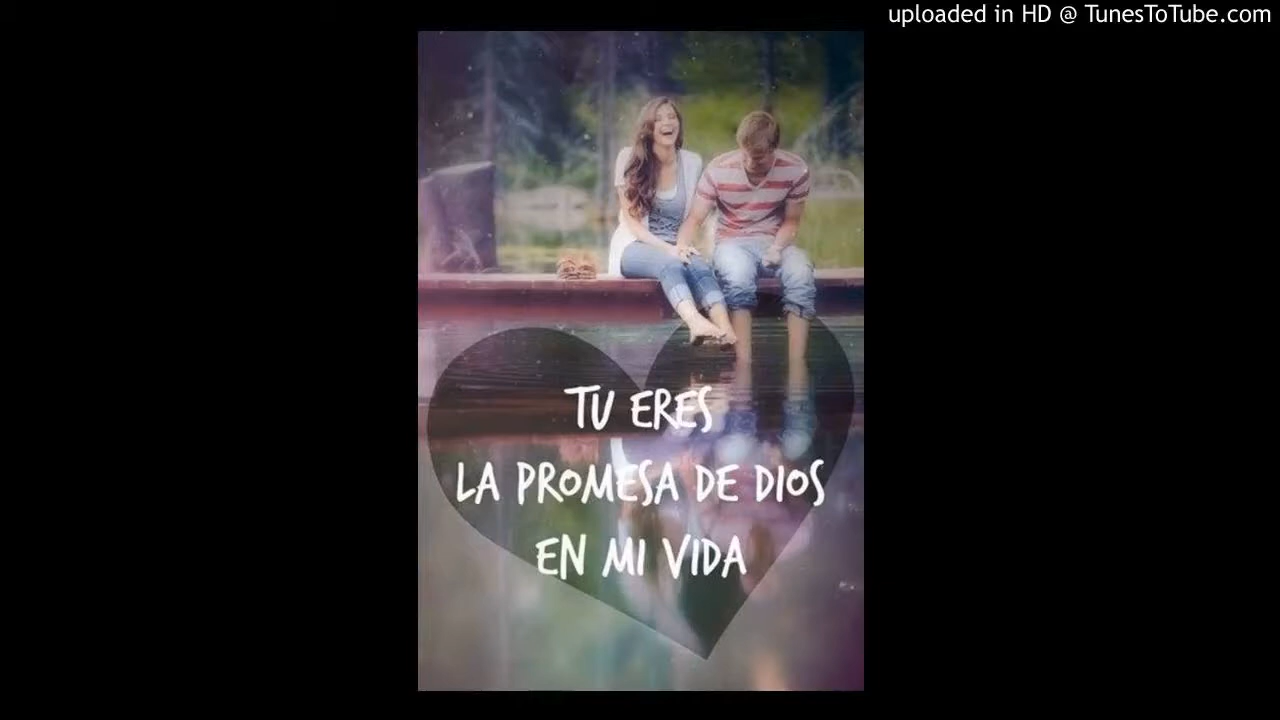 uploaded in HD @ TunesToTube.com
TU ERES
LA PROMESA DE DIOS
EN MI VIDA